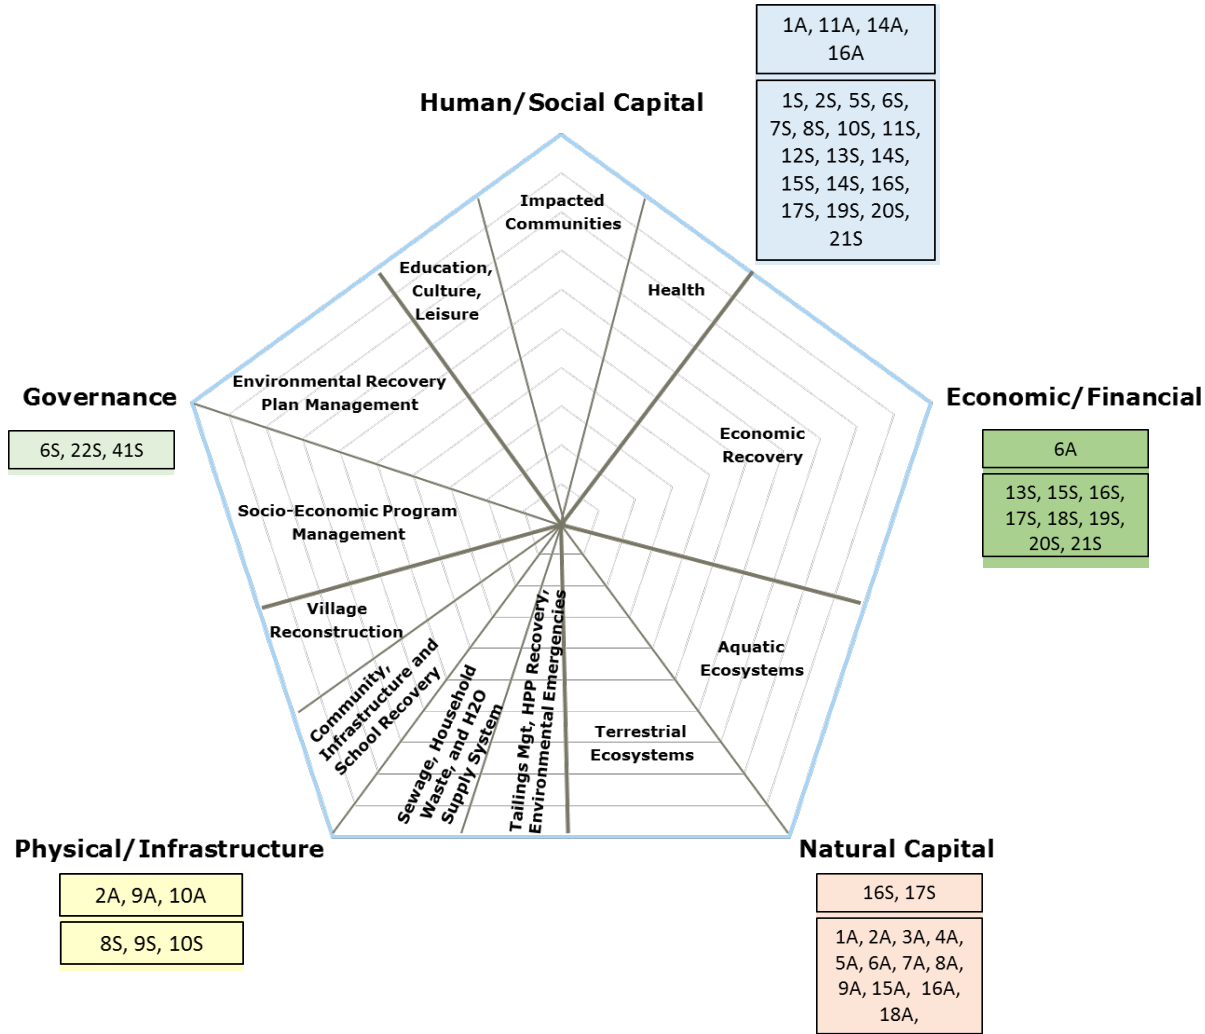 1A, 11A, 14A,
16A
Human/Social Capital
1S, 2S, 5S, 6S,
7S, 8S, 10S, 11S,
12S, 13S, 14S,
15S, 14S, 16S,
17S, 19S, 20S,
21S
Impacted
Communities
Education,
Culture,
Leisure
Health
Environmental Recovery
Plan Management
Governance
6S, 22S, 41S
Economic/Financial
6A
13S, 15S, 16S,
17S, 18S, 19S,
20S, 21S
Economic
Recovery
Socio-Economic Program
Management
Village
Reconstruction
Community,
Infrastructure and
School Recovery
Sewage, Household
Waste, and H2O
Supply System
Tailings Mgt, HPP Recovery,
Environmental Emergencies
Aquatic
Ecosystems
Terrestrial
Ecosystems
Physical/Infrastructure
2A, 9A, 10A
8S, 9S, 10S
Natural Capital
16S, 17S
1A, 2A, 3A, 4A,
5A, 6A, 7A, 8A,
9A, 15A, 16A,
18A,